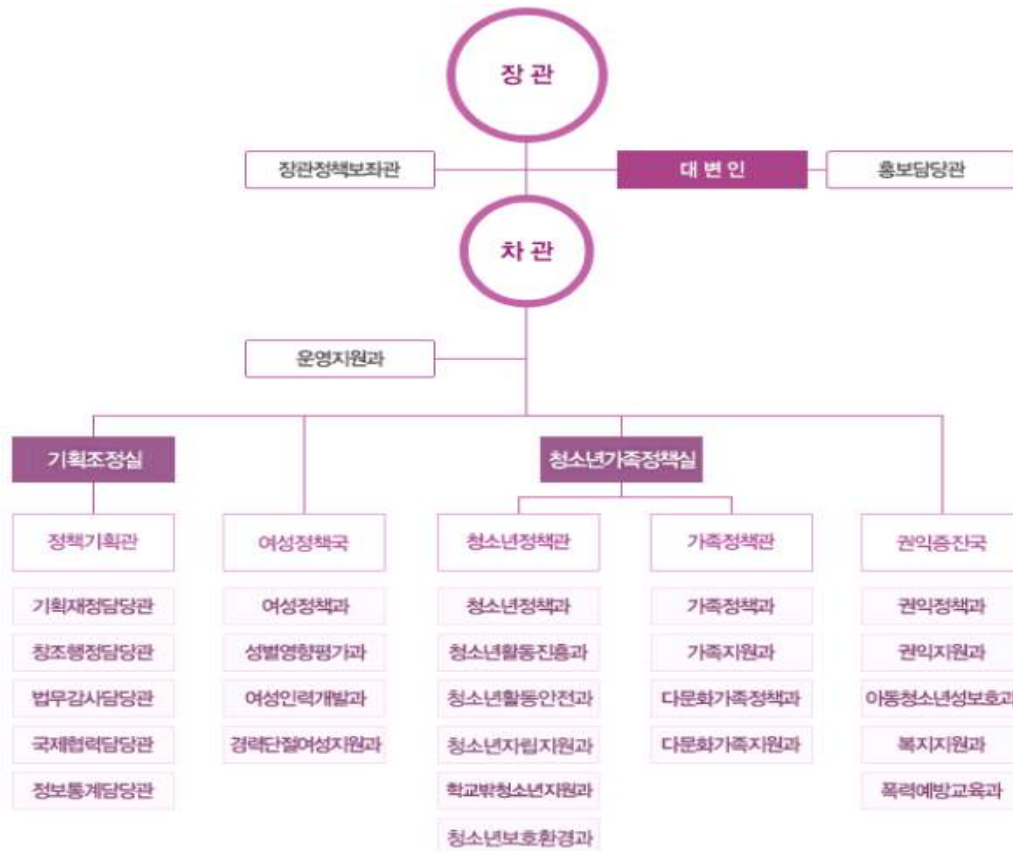 장 관
장관정책보좌관
대 변 인
홍보담당관
차 관
운영지원과
기획조정실
청소년가족정책실
정책기획관
여성정책국
청소년정책관
가족정책관
권익증진국
기획재정담당관
여성정책과
청소년정책과
가족정책과
권익정책과
창조행정담당관
성별영향평가과
청소년활동진흥과
가족지원과
권익지원과
법무감사담당관
여성인력개발과
청소년활동안전과
다문화가족정책과
아동청소년성보호과
국제협력담당관
경력단절여성지원과
청소년자립지원과
다문화가족지원과
복지지원과
정보통계담당관
학교밖청소년지원과
폭력예방교육과
청소년보호환경과